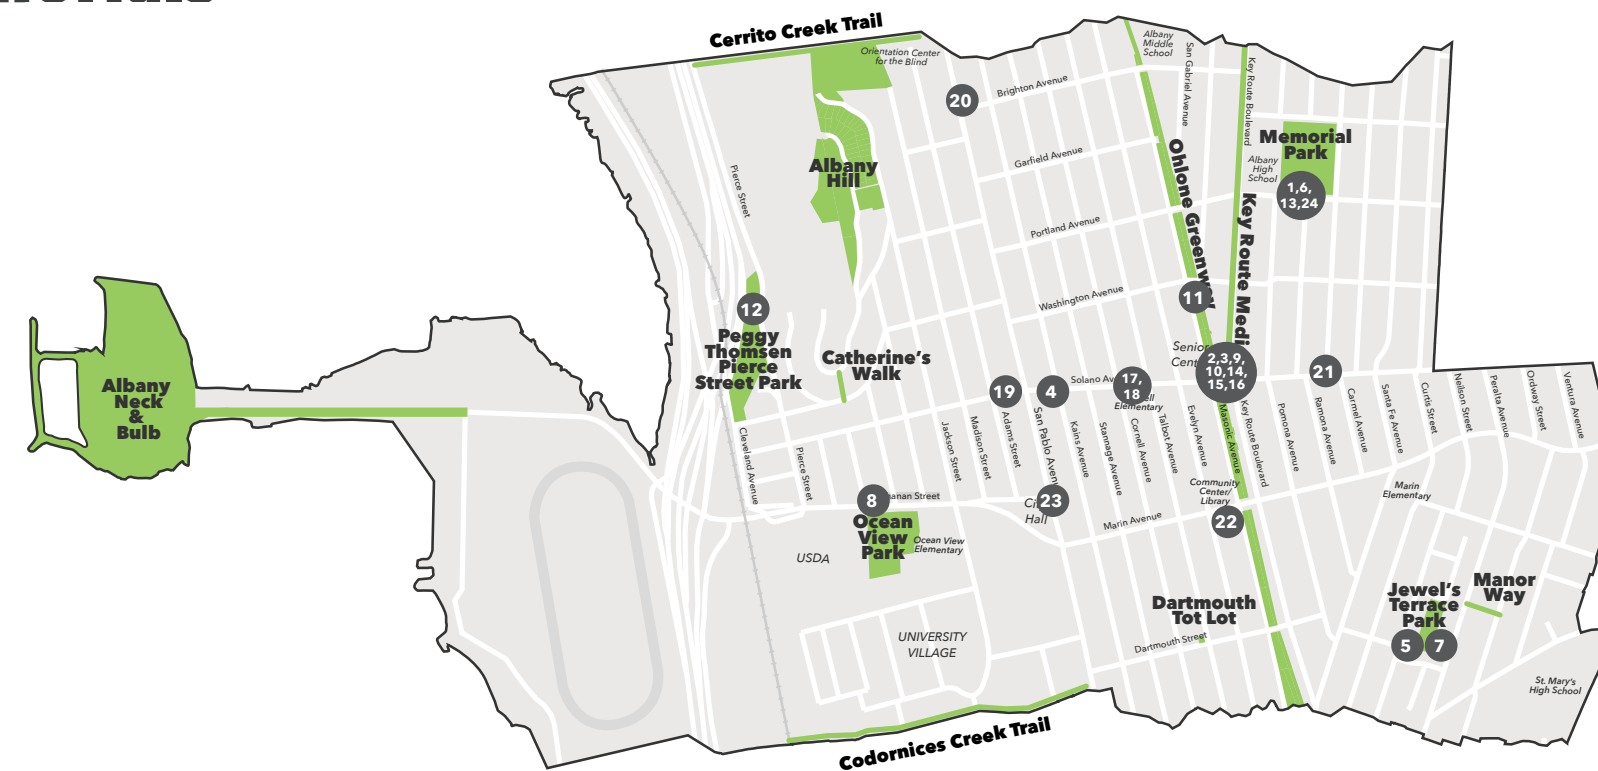 Cerrito Creek Trail
Orientation Center
for the Blind
Albany
Middle
School
San Gabriel Avenue
Key Route Boulevard
20
Brighton Avenue
Memorial
Park
Albany
High
School
1,6,
13,24
Garfield Avenue
Ohlone Greenway
Albany
Hill
Pierce Street
Key Route Medi
Portland Avenue
Washington Avenue
11
12
Peggy
Thomsen
Pierce
Street Park
Catherine's
Walk
Senior
Cent
2,3,9,
10,14,
15,16
21
Albany
Neck
&
Bulb
19
4
Solano Av
17,
18
ell
Elementary
Jackson Street
Madison Street
Adams Street
San Pablo Avenu
Kains Avenue
Stannage Avenue
Cornell Avenue
Talbot Avenue
Evelyn Avenue
Masonic Avenue
Key Route Boulevard
Pomona Avenue
Ramona Avenue
Carmel Avenue
Santa Fe Avenue
Curtis Street
Neilson Street
Peralta Avenue
Ordway Street
Ventura Avenue
Cleveland Avenue
Pierce Street
8
hanan Street
Ci
Hall
23
Community
Center/
Library
22
Marin Avenue
Marin
Elementary
Ocean
View
Park
Ocean View
Elementary
USDA
UNIVERSITY
VILLAGE
Dartmouth
Tot Lot
Dartmouth Street
Jewel's
Terrace
Park
Manor
Way
5
7
St. Mary's
High School
Codornices Creek Trail